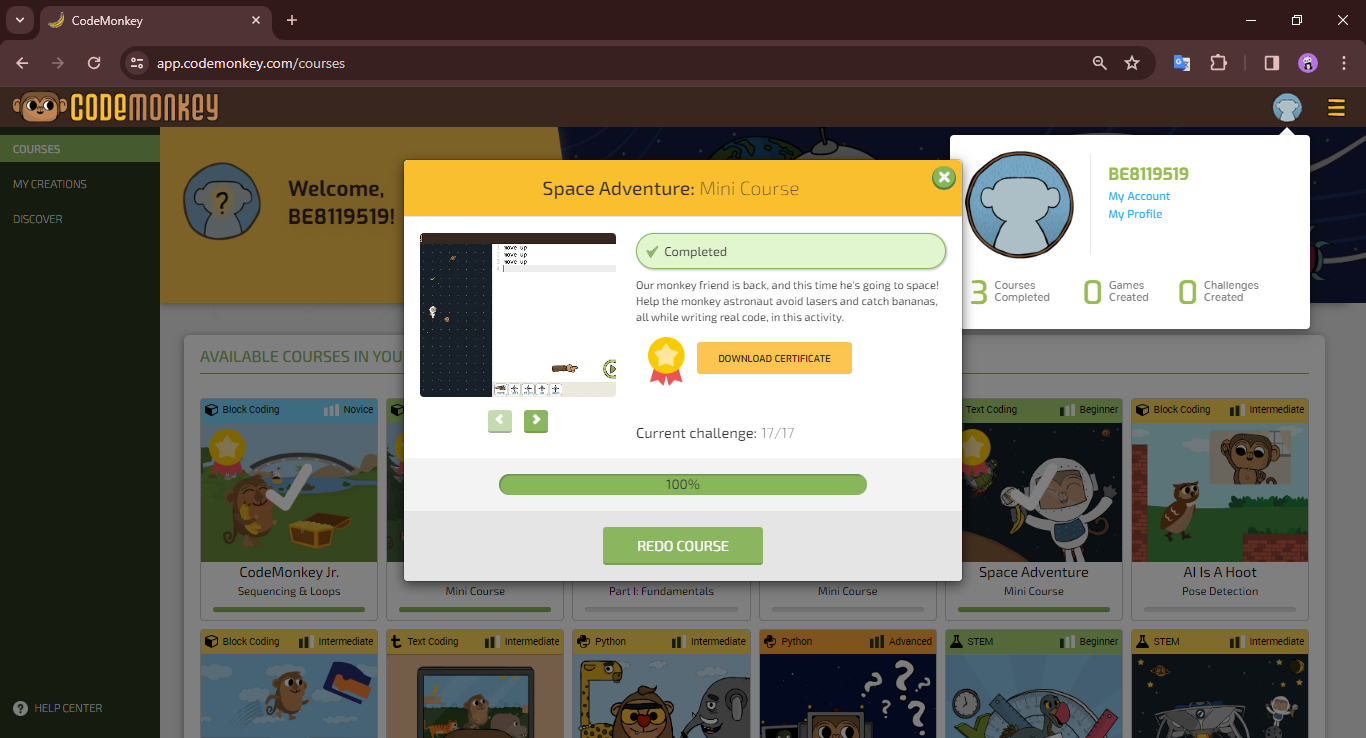 CodeMonkey
app.codemonkey.com/courses
CODEMONKEY
COURSES
MY CREATIONS
DISCOVER
HELP CENTER
?
Welcome,
BE8119519!
BE8119519
My Account
My Profile
3 Courses Completed
0 Games Created
0 Challenges Created
Space Adventure: Mini Course
move up
move up
move up
Completed
Our monkey friend is back, and this time he's going to space!
Help the monkey astronaut avoid lasers and catch bananas,
all while writing real code, in this activity.
DOWNLOAD CERTIFICATE
Current challenge: 17/17
100%
REDO COURSE
AVAILABLE COURSES IN YOU
Block Coding Novice
Text Coding Beginner
Block Coding Intermediate
CodeMonkey Jr.
Sequencing & Loops
Mini Course
Part I: Fundamentals
Mini Course
Space Adventure
Mini Course
AI Is A Hoot
Pose Detection
Block Coding Intermediate
Text Coding Intermediate
Python Intermediate
Python Advanced
STEM Beginner
STEM Intermediate
? ? ? ?